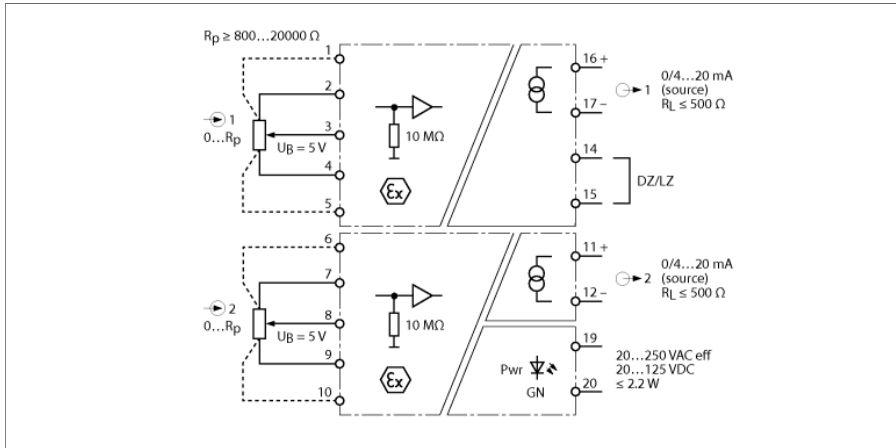 Rp ≥ 800...20000 Ω
1
2
3
4
5
1
0...Rp
UB = 5 V
10 MΩ
Ex
16 +
17 –
14
15
1
0/4...20 mA
(source)
RL ≤ 500 Ω
DZ/LZ
6
7
8
9
10
2
0...Rp
UB = 5 V
10 MΩ
Ex
11 +
12 –
2
0/4...20 mA
(source)
RL ≤ 500 Ω
19
20
Pwr
GN
20...250 VAC eff
20...125 VDC
≤ 2.2 W